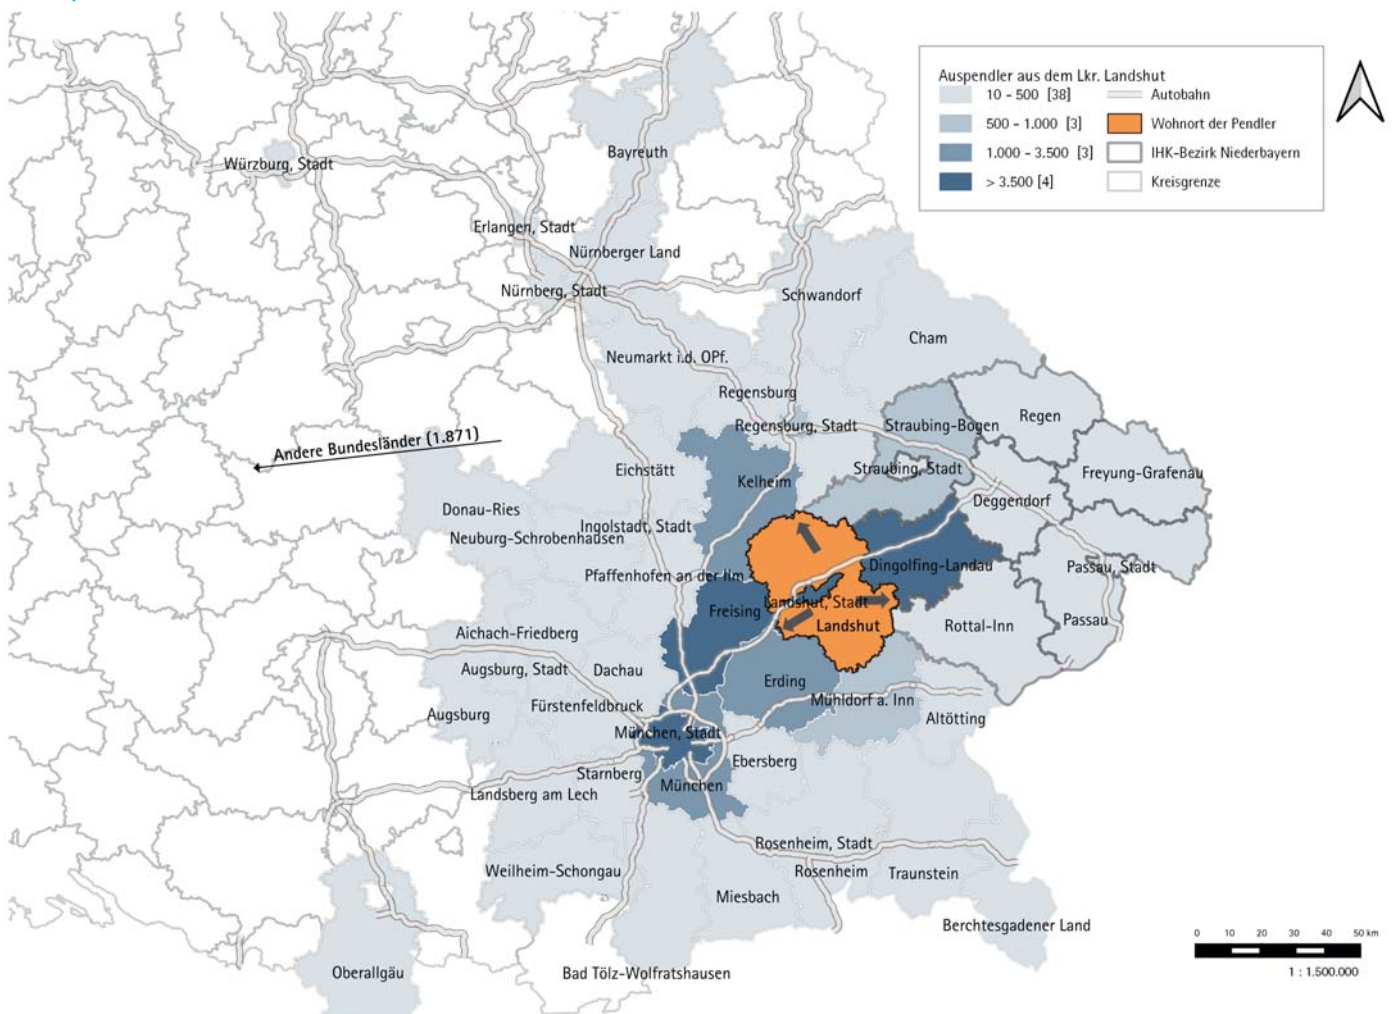 Auspendler aus dem Lkr. Landshut
10 - 500 [38]
Autobahn
500 - 1.000 [3]
Wohnort der Pendler
1.000 - 3.500 [3]
IHK-Bezirk Niederbayern
> 3.500 [4]
Kreisgrenze
Bayreuth
Würzburg, Stadt
Erlangen, Stadt
Nürnberger Land
Nürnberg, Stadt
Schwandorf
Cham
Neumarkt i.d. OPf.
Regensburg
Regensburg, Stadt
Straubing-Bogen
Regen
Andere Bundesländer (1.871)
Eichstätt
Straubing, Stadt
Freyung-Grafenau
Kelheim
Deggendorf
Donau-Ries
Ingolstadt, Stadt
Neuburg-Schrobenhausen
Dingolfing-Landau
Passau, Stadt
Pfaffenhofen an der Ilm
Landshut, Stadt
Freising
Passau
Landshut
Rottal-Inn
Aichach-Friedberg
Augsburg, Stadt
Dachau
Erding
Mühldorf a. Inn
Fürstenfeldbruck
Augsburg
Altötting
München, Stadt
Ebersberg
Starnberg
München
Landsberg am Lech
Rosenheim, Stadt
Weilheim-Schongau
Rosenheim
Traunstein
Miesbach
Berchtesgadener Land
Oberallgäu
Bad Tölz-Wolfratshausen
0 10 20 30 40 50 km
1 : 1.500.000